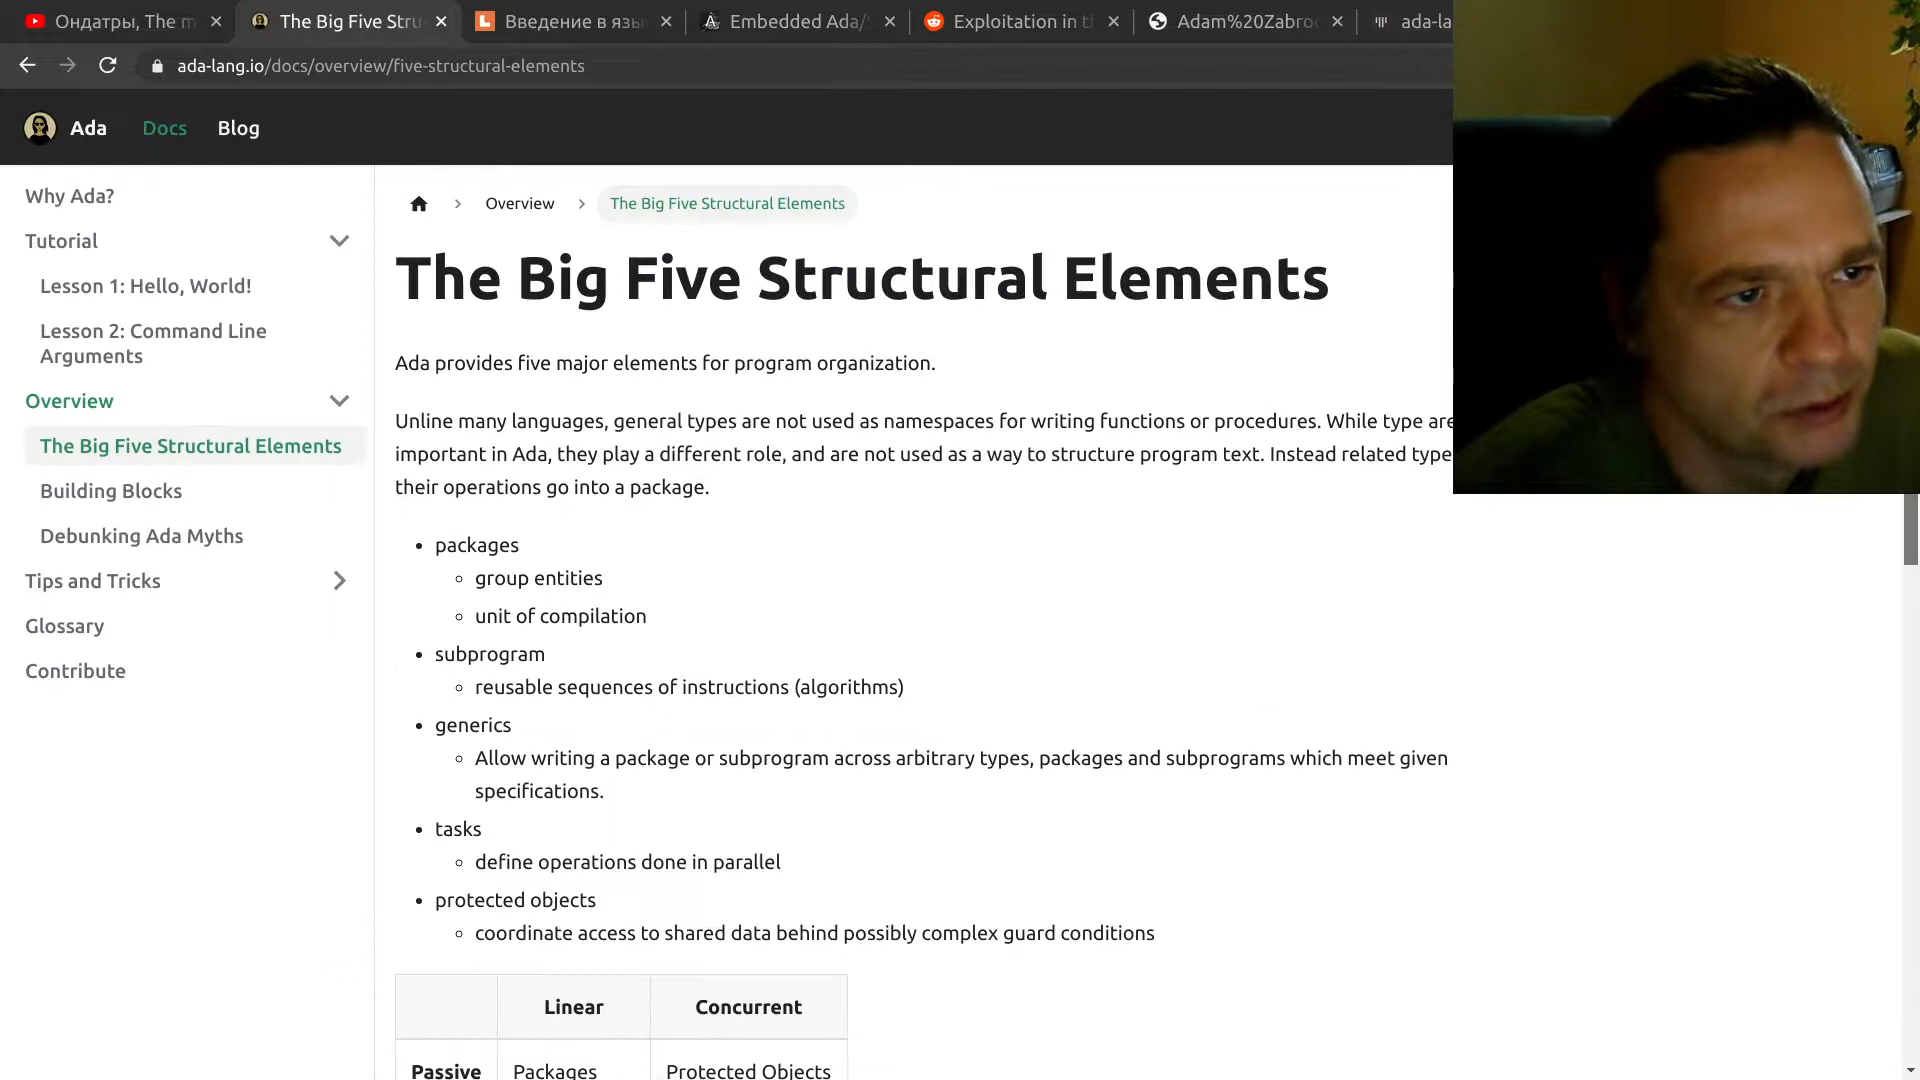 Ондатры, The m
The Big Five Stru
Введение в язы
Embedded Ada/
Exploitation in t
Adam%20Zabro
ada-la
ada-lang.io/docs/overview/five-structural-elements
Ada Docs Blog
Why Ada?
Tutorial
Lesson 1: Hello, World!
Lesson 2: Command Line
Arguments
Overview
The Big Five Structural Elements
Building Blocks
Debunking Ada Myths
Tips and Tricks
Glossary
Contribute
Overview
The Big Five Structural Elements
The Big Five Structural Elements
Ada provides five major elements for program organization.
Unline many languages, general types are not used as namespaces for writing functions or procedures. While type are
important in Ada, they play a different role, and are not used as a way to structure program text. Instead related type
their operations go into a package.
packages
group entities
unit of compilation
subprogram
reusable sequences of instructions (algorithms)
generics
Allow writing a package or subprogram across arbitrary types, packages and subprograms which meet given
specifications.
tasks
define operations done in parallel
protected objects
coordinate access to shared data behind possibly complex guard conditions
Linear Concurrent
Passive Packages Protected Objects